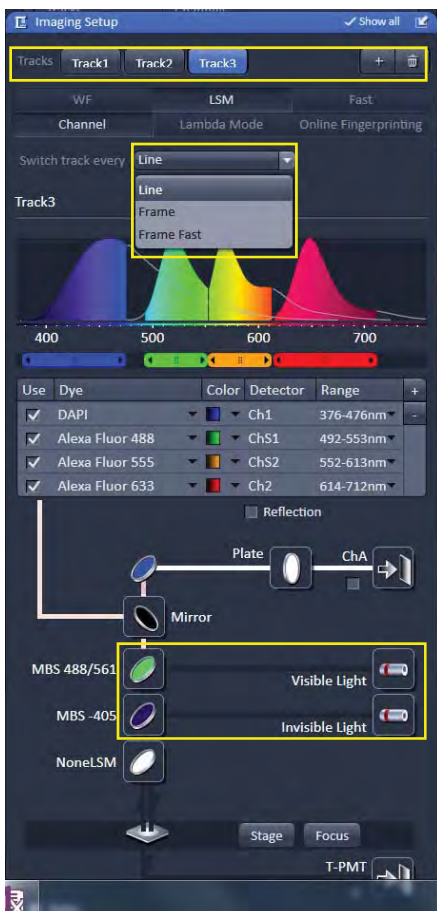 Imaging Setup Show all
Tracks Track1 Track2 Track3 +
WF LSM Fast
Channel Lambda Mode Online Fingerprinting
Switch track every Line
Line
Frame
Frame Fast
Track3
400 500 600 700
Use Dye Color Detector Range +
DAPI Ch1 376-476nm -
Alexa Fluor 488 ChS1 492-553nm
Alexa Fluor 555 ChS2 552-613nm
Alexa Fluor 633 Ch2 614-712nm
Reflection
Plate ChA
Mirror
MBS 488/561 Visible Light
MBS -405 Invisible Light
NoneLSM
Stage Focus
T-PMT